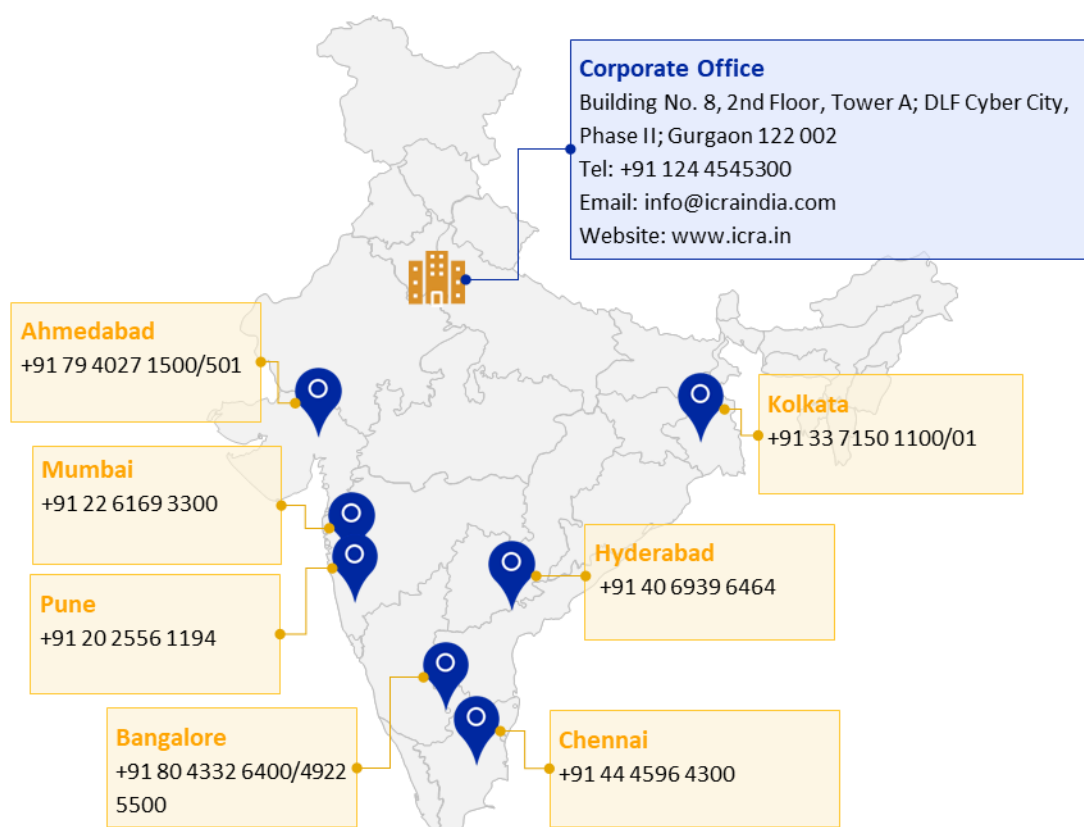 Corporate Office
Building No. 8, 2nd Floor, Tower A; DLF Cyber City,
Phase II; Gurgaon 122 002
Tel: +91 124 4545300
Email: info@icraindia.com
Website: www.icra.in
Ahmedabad
+91 79 4027 1500/501
Kolkata
+91 33 7150 1100/01
Mumbai
+91 22 6169 3300
Hyderabad
+91 40 6939 6464
Pune
+91 20 2556 1194
Bangalore
+91 80 4332 6400/4922
5500
Chennai
+91 44 4596 4300